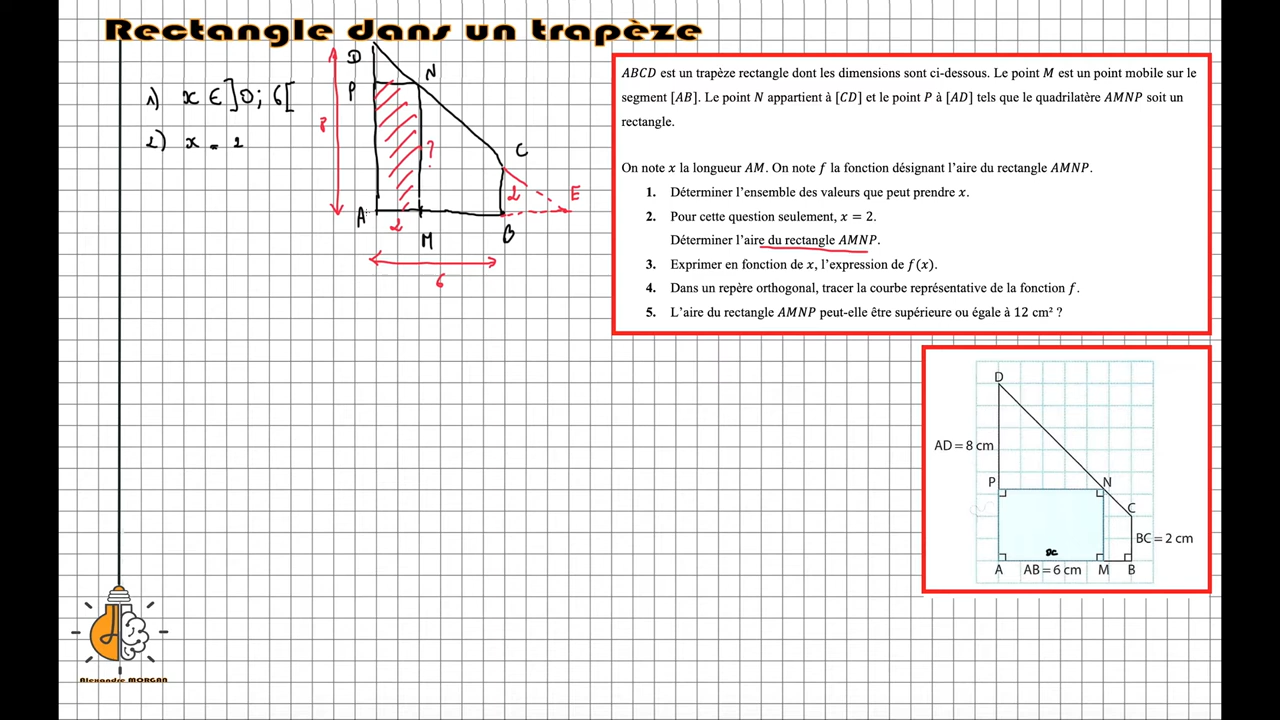 Rectangle dans un trapèze
1) x ∈ ]0; 6[
2) x = 2
D
N
P
8
?
C
2
E
A
2
M
B
6
ABCD est un trapèze rectangle dont les dimensions sont ci-dessous. Le point M est un point mobile sur le
segment [AB]. Le point N appartient à [CD] et le point P à [AD] tels que le quadrilatère AMNP soit un
rectangle.
On note x la longueur AM. On note f la fonction désignant l’aire du rectangle AMNP.
1. Déterminer l’ensemble des valeurs que peut prendre x.
2. Pour cette question seulement, x = 2.
Déterminer l’aire du rectangle AMNP.
3. Exprimer en fonction de x, l’expression de f(x).
4. Dans un repère orthogonal, tracer la courbe représentative de la fonction f.
5. L’aire du rectangle AMNP peut-elle être supérieure ou égale à 12 cm² ?
D
AD = 8 cm
P
N
C
BC = 2 cm
x
A
AB = 6 cm
M
B
Alexandre MORGAN